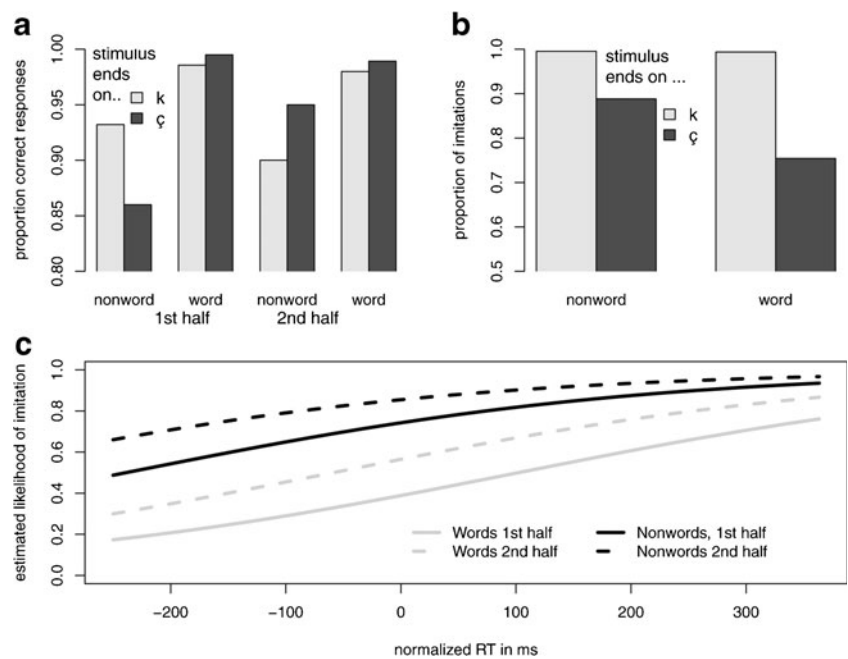 a
stimulus
ends
on..
k
ç
proportion correct responses
1.00
0.95
0.90
0.85
0.80
nonword word nonword word
1st half 2nd half
b
stimulus
ends on ...
k
ç
proportion of imitations
1.0
0.9
0.8
0.7
0.6
0.5
nonword word
c
estimated likelihood of imitation
1.0
0.8
0.6
0.4
0.2
0.0
Words 1st half Nonwords, 1st half
Words 2nd half Nonwords 2nd half
−200 −100 0 100 200 300
normalized RT in ms